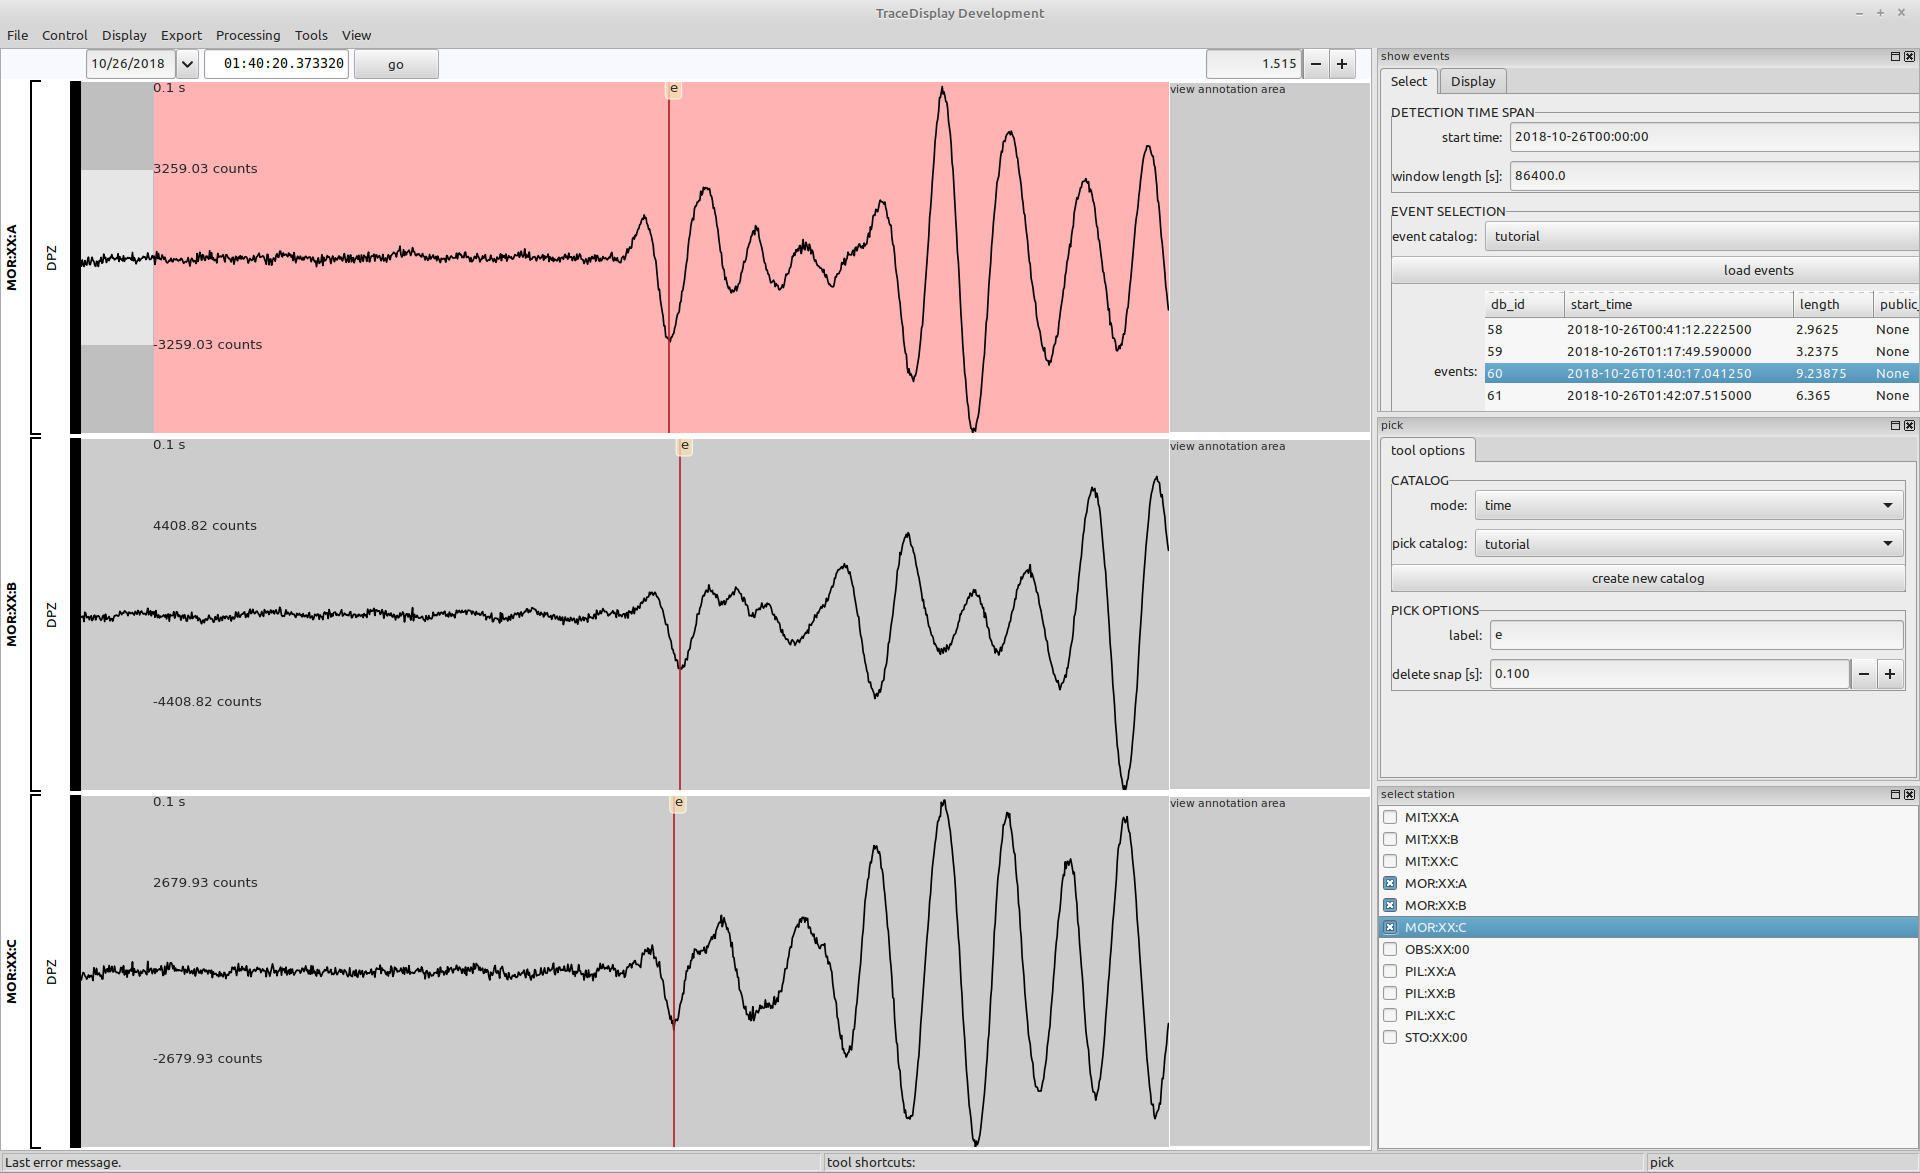 TraceDisplay Development
File Control Display Export Processing Tools View
10/26/2018 01:40:20.373320 go 1.515
MOR:XX:A
DPZ
0.1 s
e
view annotation area
3259.03 counts
-3259.03 counts
MOR:XX:B
DPZ
0.1 s
e
view annotation area
4408.82 counts
-4408.82 counts
MOR:XX:C
DPZ
0.1 s
e
view annotation area
2679.93 counts
-2679.93 counts
show events
Select Display
DETECTION TIME SPAN
start time: 2018-10-26T00:00:00
window length [s]: 86400.0
EVENT SELECTION
event catalog: tutorial
load events
events:
db_id start_time length public_
58 2018-10-26T00:41:12.222500 2.9625 None
59 2018-10-26T01:17:49.590000 3.2375 None
60 2018-10-26T01:40:17.041250 9.23875 None
61 2018-10-26T01:42:07.515000 6.365 None
pick
tool options
CATALOG
mode: time
pick catalog: tutorial
create new catalog
PICK OPTIONS
label: e
delete snap [s]: 0.100
select station
MIT:XX:A
MIT:XX:B
MIT:XX:C
MOR:XX:A
MOR:XX:B
MOR:XX:C
OBS:XX:00
PIL:XX:A
PIL:XX:B
PIL:XX:C
STO:XX:00
Last error message. tool shortcuts: pick